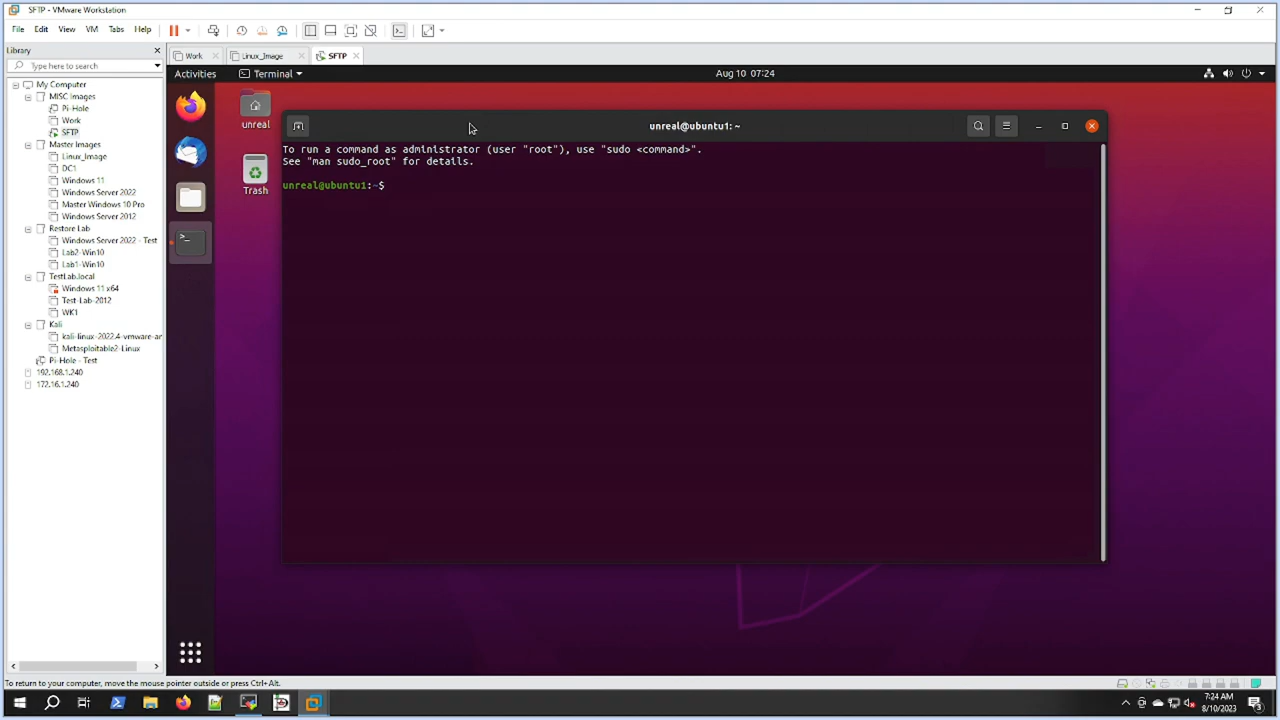 SFTP - VMware Workstation
File Edit View VM Tabs Help
Library
Type here to search
My Computer
MISC Images
Pi-Hole
Work
SFTP
Master Images
Linux_Image
DC1
Windows 11
Windows Server 2022
Master Windows 10 Pro
Windows Server 2012
Restore Lab
Windows Server 2022 - Test
Lab2-Win10
Lab1-Win10
TestLab.local
Windows 11 x64
Test-Lab-2012
WK1
Kali
kali-linux-2022.4-vmware-ar
Metasploitable2-Linux
Pi-Hole - Test
192.168.1.240
172.16.1.240
Work Linux_Image SFTP
Activities Terminal Aug 10 07:24
unreal
Trash
unreal@ubuntu1: ~
To run a command as administrator (user "root"), use "sudo <command>".
See "man sudo_root" for details.
unreal@ubuntu1:~$
To return to your computer, move the mouse pointer outside or press Ctrl+Alt.
7:24 AM
8/10/2023